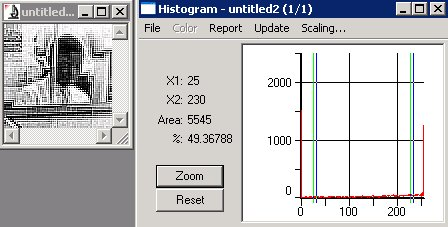 untitled...
Histogram - untitled2 (1/1)
File Color Report Update Scaling...
X1: 25
X2: 230
Area: 5545
%: 49.36788
Zoom
Reset
2000
1000
0
0 100 200